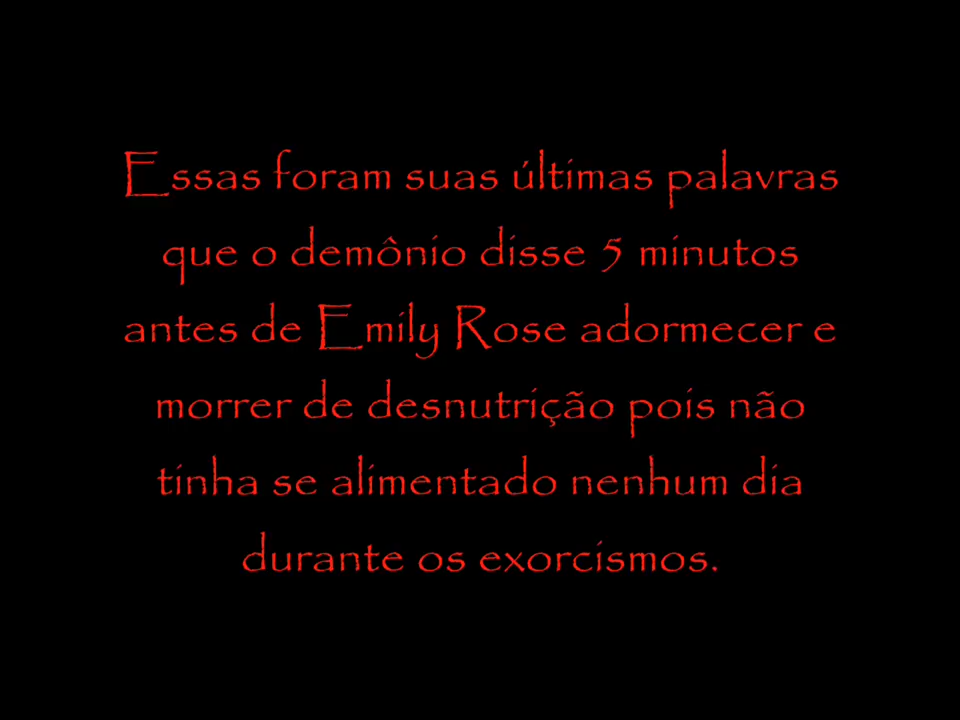 Essas foram suas últimas palavras
que o demônio disse 5 minutos
antes de Emily Rose adormecer e
morrer de desnutrição pois não
tinha se alimentado nenhum dia
durante os exorcismos.